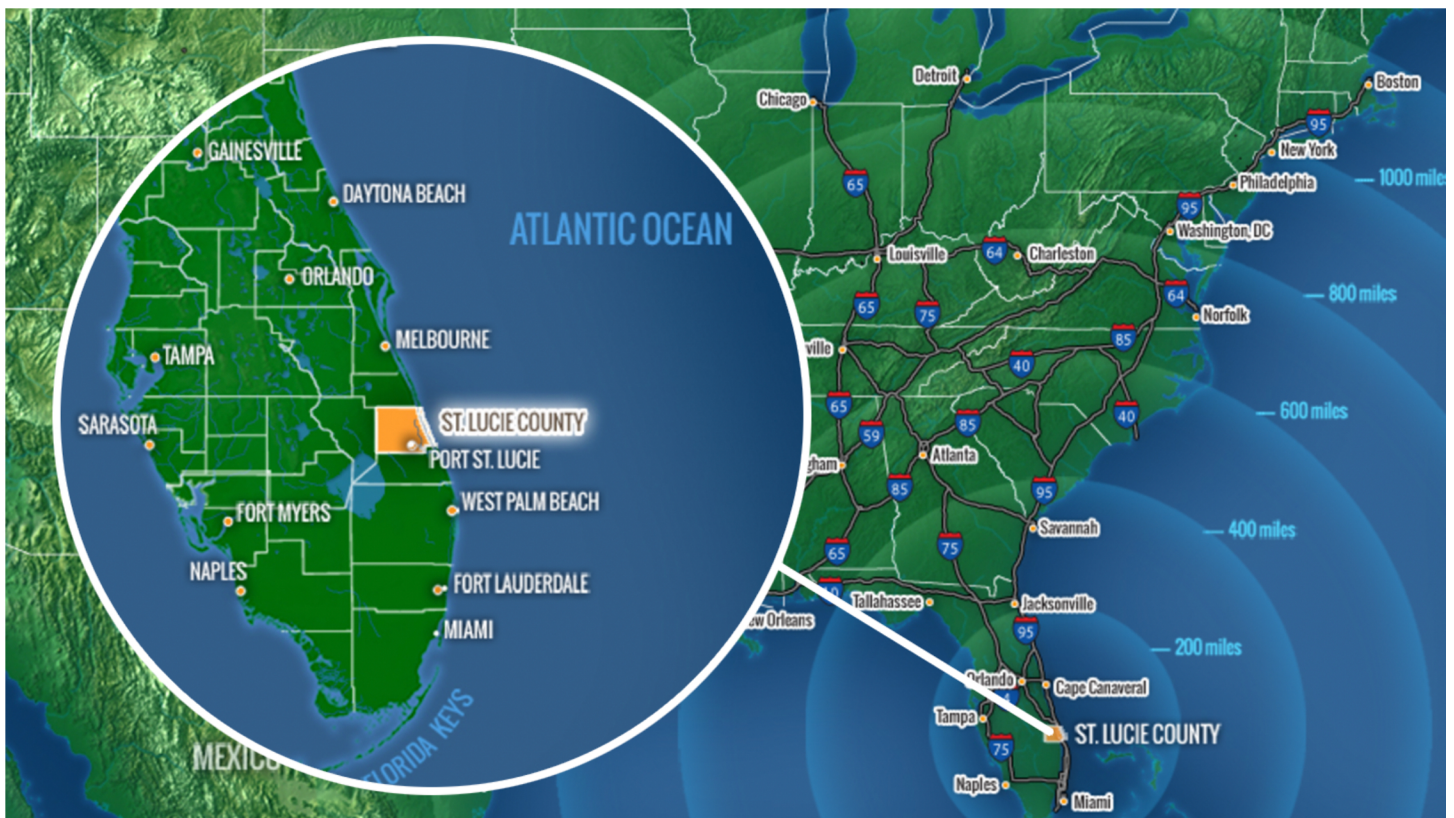 GAINESVILLE
DAYTONA BEACH
ATLANTIC OCEAN
ORLANDO
MELBOURNE
TAMPA
ST. LUCIE COUNTY
SARASOTA
PORT ST. LUCIE
WEST PALM BEACH
FORT MYERS
NAPLES
FORT LAUDERDALE
MIAMI
FLORIDA KEYS
MEXICO
Detroit
Chicago
Boston
95
New York
1000 miles
Philadelphia
65
95
Washington, DC
Louisville
64
Charleston
800 miles
64
65
75
Norfolk
ville
85
40
65
600 miles
40
59
85
gham
Atlanta
85
95
Savannah
400 miles
75
65
Tallahassee
Jacksonville
ew Orleans
95
200 miles
Orlando
Cape Canaveral
Tampa
ST. LUCIE COUNTY
75
Naples
Miami